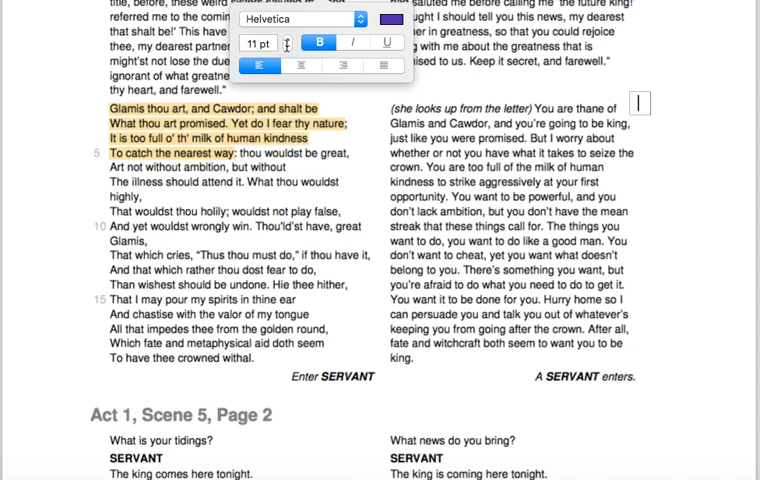 title, before, these weird sisters saluted me, and
referred me to the comin
that shalt be!' This have
thee, my dearest partner
might'st not lose the due
ignorant of what greatne
thy heart, and farewell."
had saluted me before calling me 'the future king!'
ught I should tell you this news, my dearest
er in greatness, so that you could rejoice
g with me about the greatness that is
mised to us. Keep it secret, and farewell."
Helvetica
11 pt
B I U
Glamis thou art, and Cawdor; and shalt be
What thou art promised. Yet do I fear thy nature;
It is too full o' th' milk of human kindness
5 To catch the nearest way: thou wouldst be great,
Art not without ambition, but without
The illness should attend it. What thou wouldst
highly,
That wouldst thou holily; wouldst not play false,
10 And yet wouldst wrongly win. Thou'ld'st have, great
Glamis,
That which cries, “Thus thou must do,” if thou have it,
And that which rather thou dost fear to do,
Than wishest should be undone. Hie thee hither,
15 That I may pour my spirits in thine ear
And chastise with the valor of my tongue
All that impedes thee from the golden round,
Which fate and metaphysical aid doth seem
To have thee crowned withal.
Enter SERVANT
(she looks up from the letter) You are thane of
Glamis and Cawdor, and you're going to be king,
just like you were promised. But I worry about
whether or not you have what it takes to seize the
crown. You are too full of the milk of human
kindness to strike aggressively at your first
opportunity. You want to be powerful, and you
don't lack ambition, but you don't have the mean
streak that these things call for. The things you
want to do, you want to do like a good man. You
don't want to cheat, yet you want what doesn't
belong to you. There's something you want, but
you're afraid to do what you need to do to get it.
You want it to be done for you. Hurry home so I
can persuade you and talk you out of whatever's
keeping you from going after the crown. After all,
fate and witchcraft both seem to want you to be
king.
A SERVANT enters.
Act 1, Scene 5, Page 2
What is your tidings?
SERVANT
The king comes here tonight.
What news do you bring?
SERVANT
The king is coming here tonight.